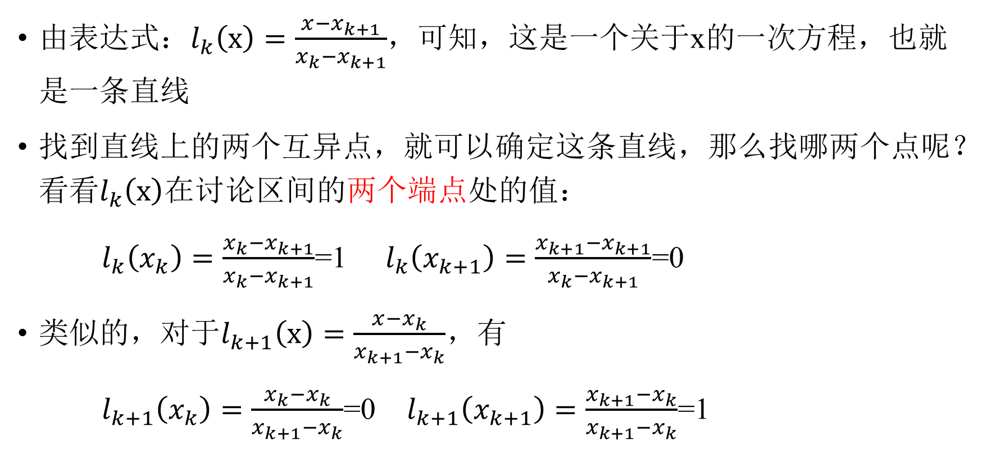 • 由表达式：$l_k(\mathrm{x}) = \frac{x-x_{k+1}}{x_k-x_{k+1}}$，可知，这是一个关于x的一次方程，也就
是一条直线
• 找到直线上的两个互异点，就可以确定这条直线，那么找哪两个点呢？
看看$l_k(\mathrm{x})$在讨论区间的两个端点处的值：
$l_k(x_k) = \frac{x_k-x_{k+1}}{x_k-x_{k+1}}$=1 $l_k(x_{k+1}) = \frac{x_{k+1}-x_{k+1}}{x_k-x_{k+1}}$=0
• 类似的，对于$l_{k+1}(\mathrm{x}) = \frac{x-x_k}{x_{k+1}-x_k}$，有
$l_{k+1}(x_k) = \frac{x_k-x_k}{x_{k+1}-x_k}$=0 $l_{k+1}(x_{k+1}) = \frac{x_{k+1}-x_k}{x_{k+1}-x_k}$=1